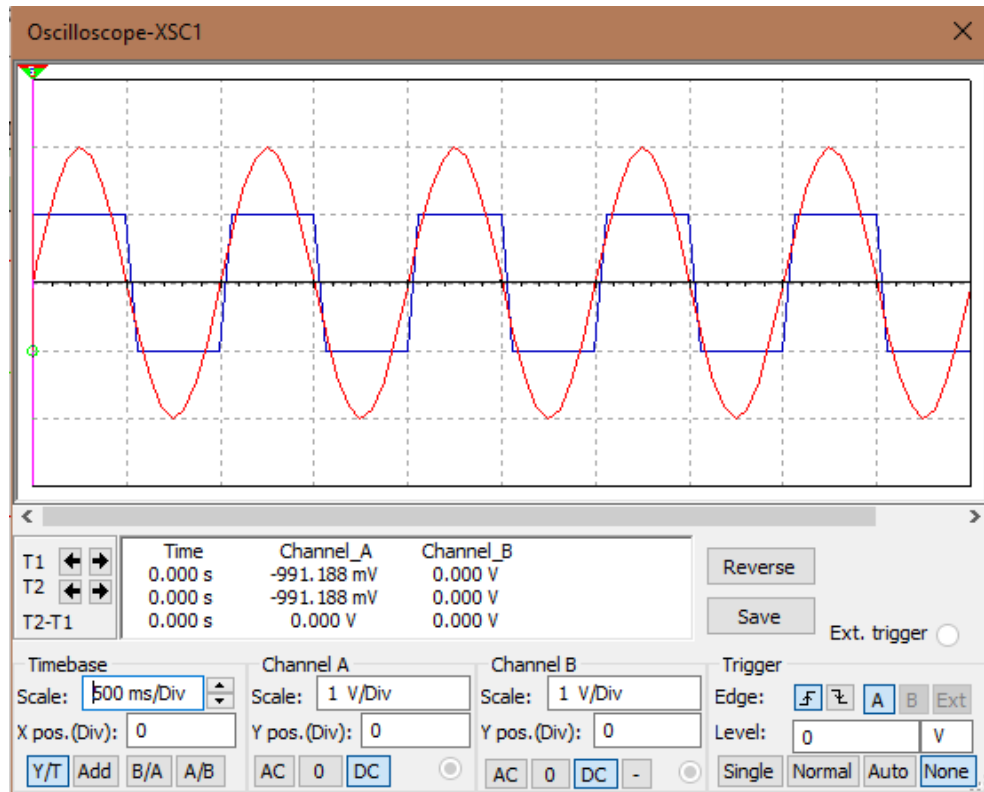 Oscilloscope-XSC1
T1
T2
T2-T1
Time Channel_A Channel_B
0.000 s -991.188 mV 0.000 V
0.000 s -991.188 mV 0.000 V
0.000 s 0.000 V 0.000 V
Reverse
Save
Ext. trigger
Timebase
Scale: 500 ms/Div
X pos.(Div): 0
Y/T Add B/A A/B
Channel A
Scale: 1 V/Div
Y pos.(Div): 0
AC 0 DC
Channel B
Scale: 1 V/Div
Y pos.(Div): 0
AC 0 DC -
Trigger
Edge: A B Ext
Level: 0 V
Single Normal Auto None